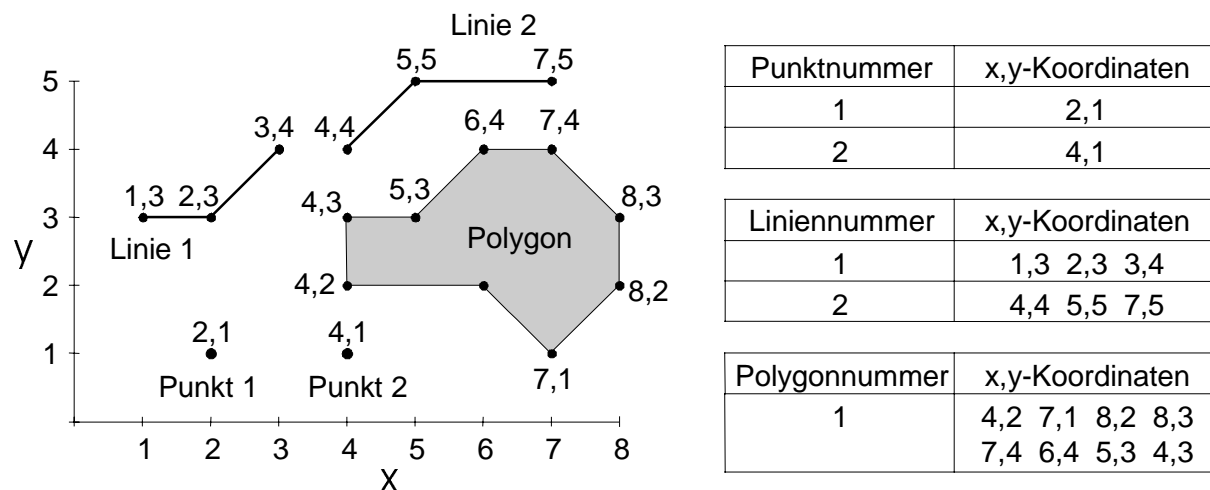 Linie 2
5,5 7,5
5
3,4 4,4 6,4 7,4
4
1,3 2,3 4,3 5,3 8,3
3
Linie 1 Polygon
y
4,2 8,2
2
2,1 4,1
1
Punkt 1 Punkt 2 7,1
1 2 3 4 5 6 7 8
x
Punktnummer x,y-Koordinaten
1 2,1
2 4,1
Liniennummer x,y-Koordinaten
1 1,3 2,3 3,4
2 4,4 5,5 7,5
Polygonnummer x,y-Koordinaten
1 4,2 7,1 8,2 8,3
7,4 6,4 5,3 4,3